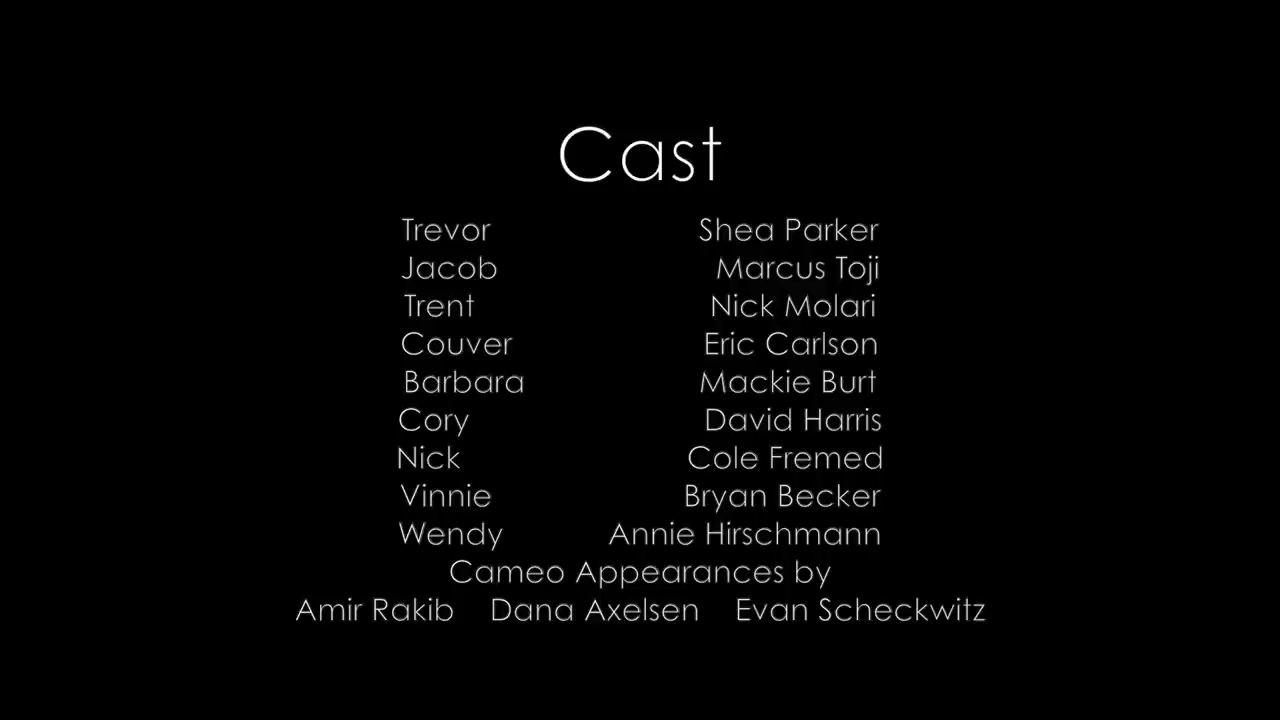 Cast
Trevor Shea Parker
Jacob Marcus Toji
Trent Nick Molari
Couver Eric Carlson
Barbara Mackie Burt
Cory David Harris
Nick Cole Fremed
Vinnie Bryan Becker
Wendy Annie Hirschmann
Cameo Appearances by
Amir Rakib Dana Axelsen Evan Scheckwitz